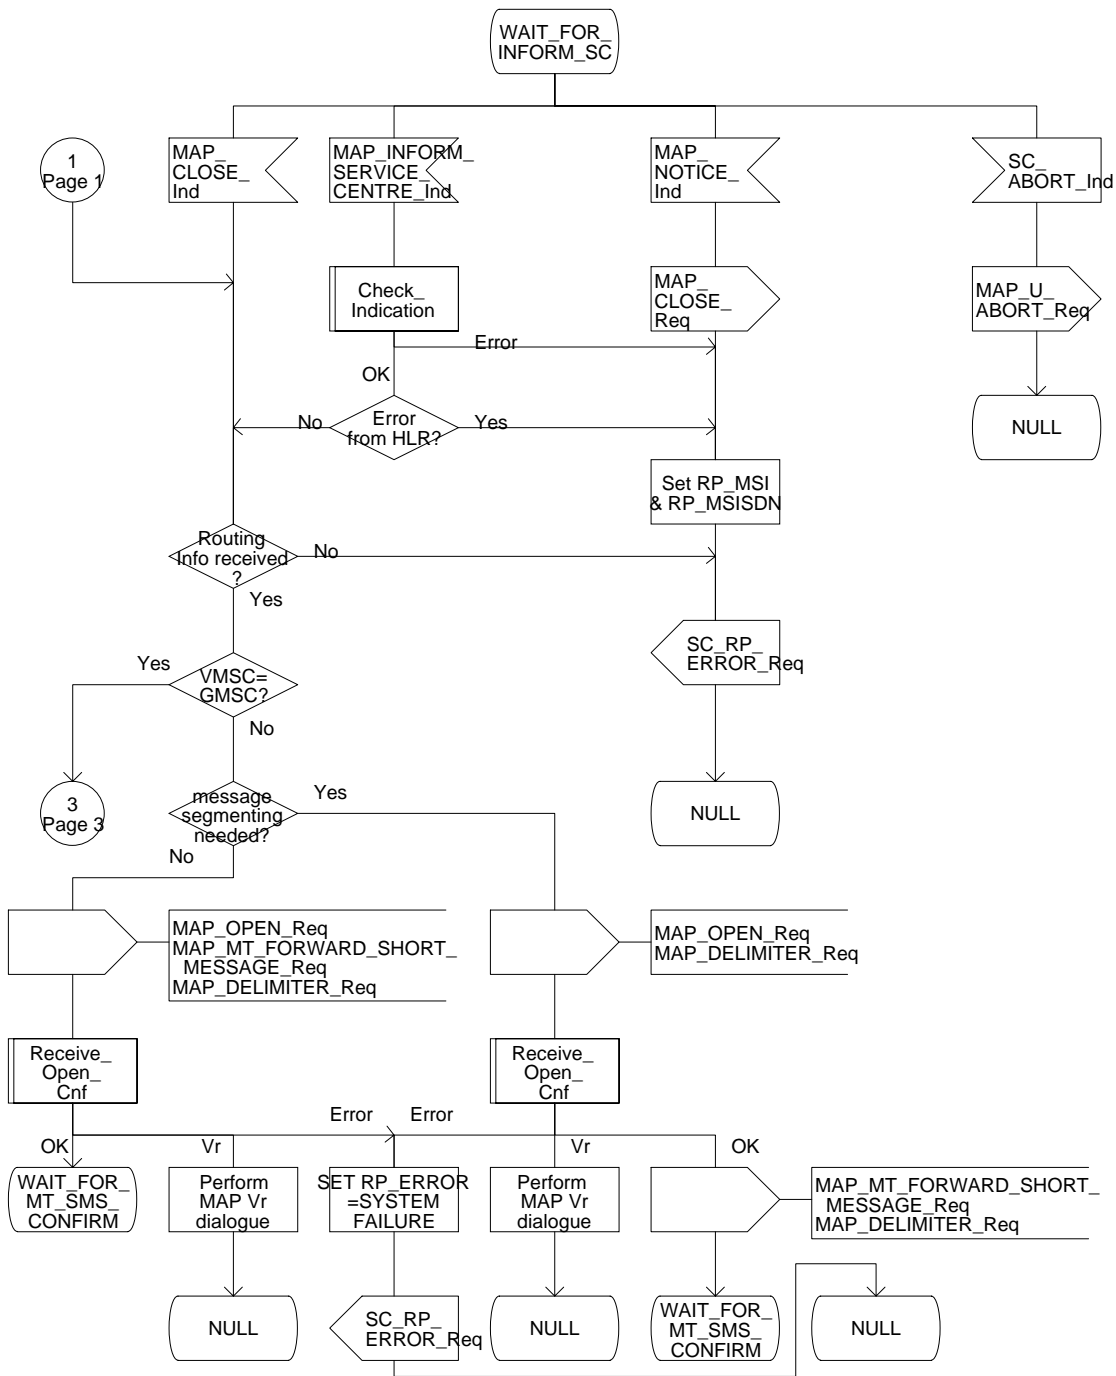 WAIT_FOR_
INFORM_SC
1
Page 1
MAP_
CLOSE_
Ind
MAP_INFORM_
SERVICE_
CENTRE_Ind
MAP_
NOTICE_
Ind
SC_
ABORT_Ind
Check_
Indication
MAP_
CLOSE_
Req
MAP_U_
ABORT_Req
Error
OK
No
Error
from HLR?
Yes
NULL
Set RP_MSI
& RP_MSISDN
Routing
info received
?
No
Yes
SC_RP_
ERROR_Req
Yes
VMSC=
GMSC?
No
3
Page 3
message
segmenting
needed?
Yes
NULL
No
MAP_OPEN_Req
MAP_MT_FORWARD_SHORT_
MESSAGE_Req
MAP_DELIMITER_Req
MAP_OPEN_Req
MAP_DELIMITER_Req
Receive_
Open_
Cnf
Receive_
Open_
Cnf
Error
Error
OK
Vr
Vr
OK
WAIT_FOR_
MT_SMS_
CONFIRM
Perform
MAP Vr
dialogue
SET RP_ERROR
=SYSTEM
FAILURE
Perform
MAP Vr
dialogue
MAP_MT_FORWARD_SHORT_
MESSAGE_Req
MAP_DELIMITER_Req
NULL
SC_RP_
ERROR_Req
NULL
WAIT_FOR_
MT_SMS_
CONFIRM
NULL